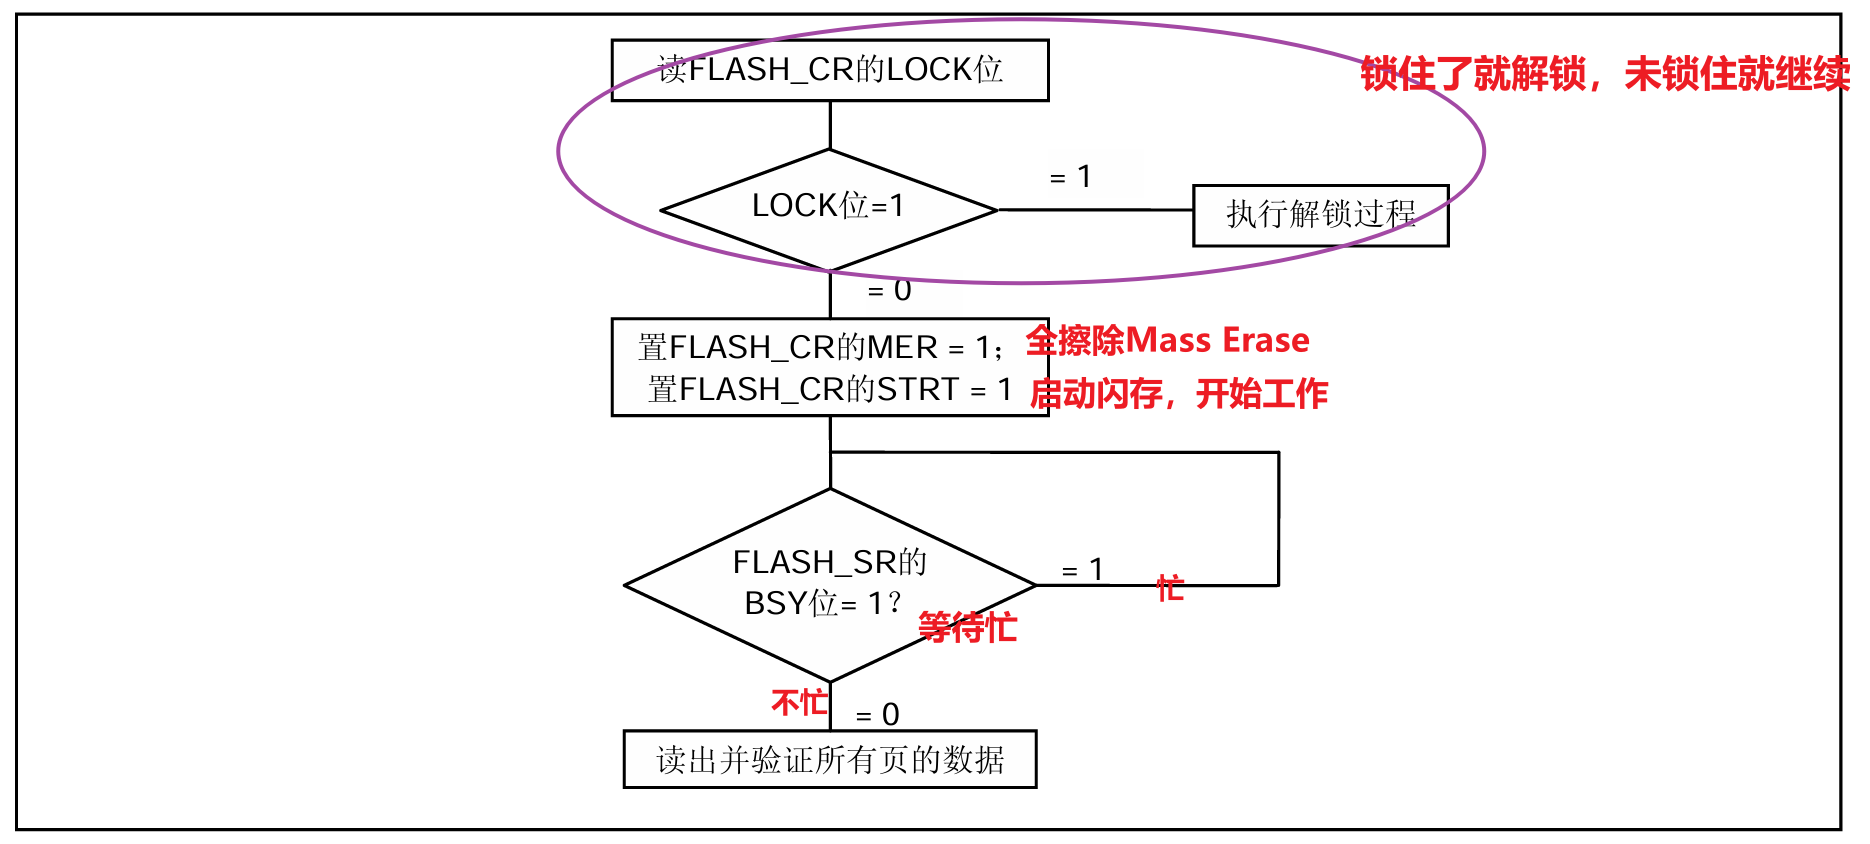 读FLASH_CR的LOCK位
锁住了就解锁，未锁住就继续
LOCK位=1
= 1
执行解锁过程
= 0
置FLASH_CR的MER = 1；
全擦除Mass Erase
置FLASH_CR的STRT = 1
启动闪存，开始工作
FLASH_SR的
BSY位= 1？
= 1
忙
等待忙
不忙
= 0
读出并验证所有页的数据